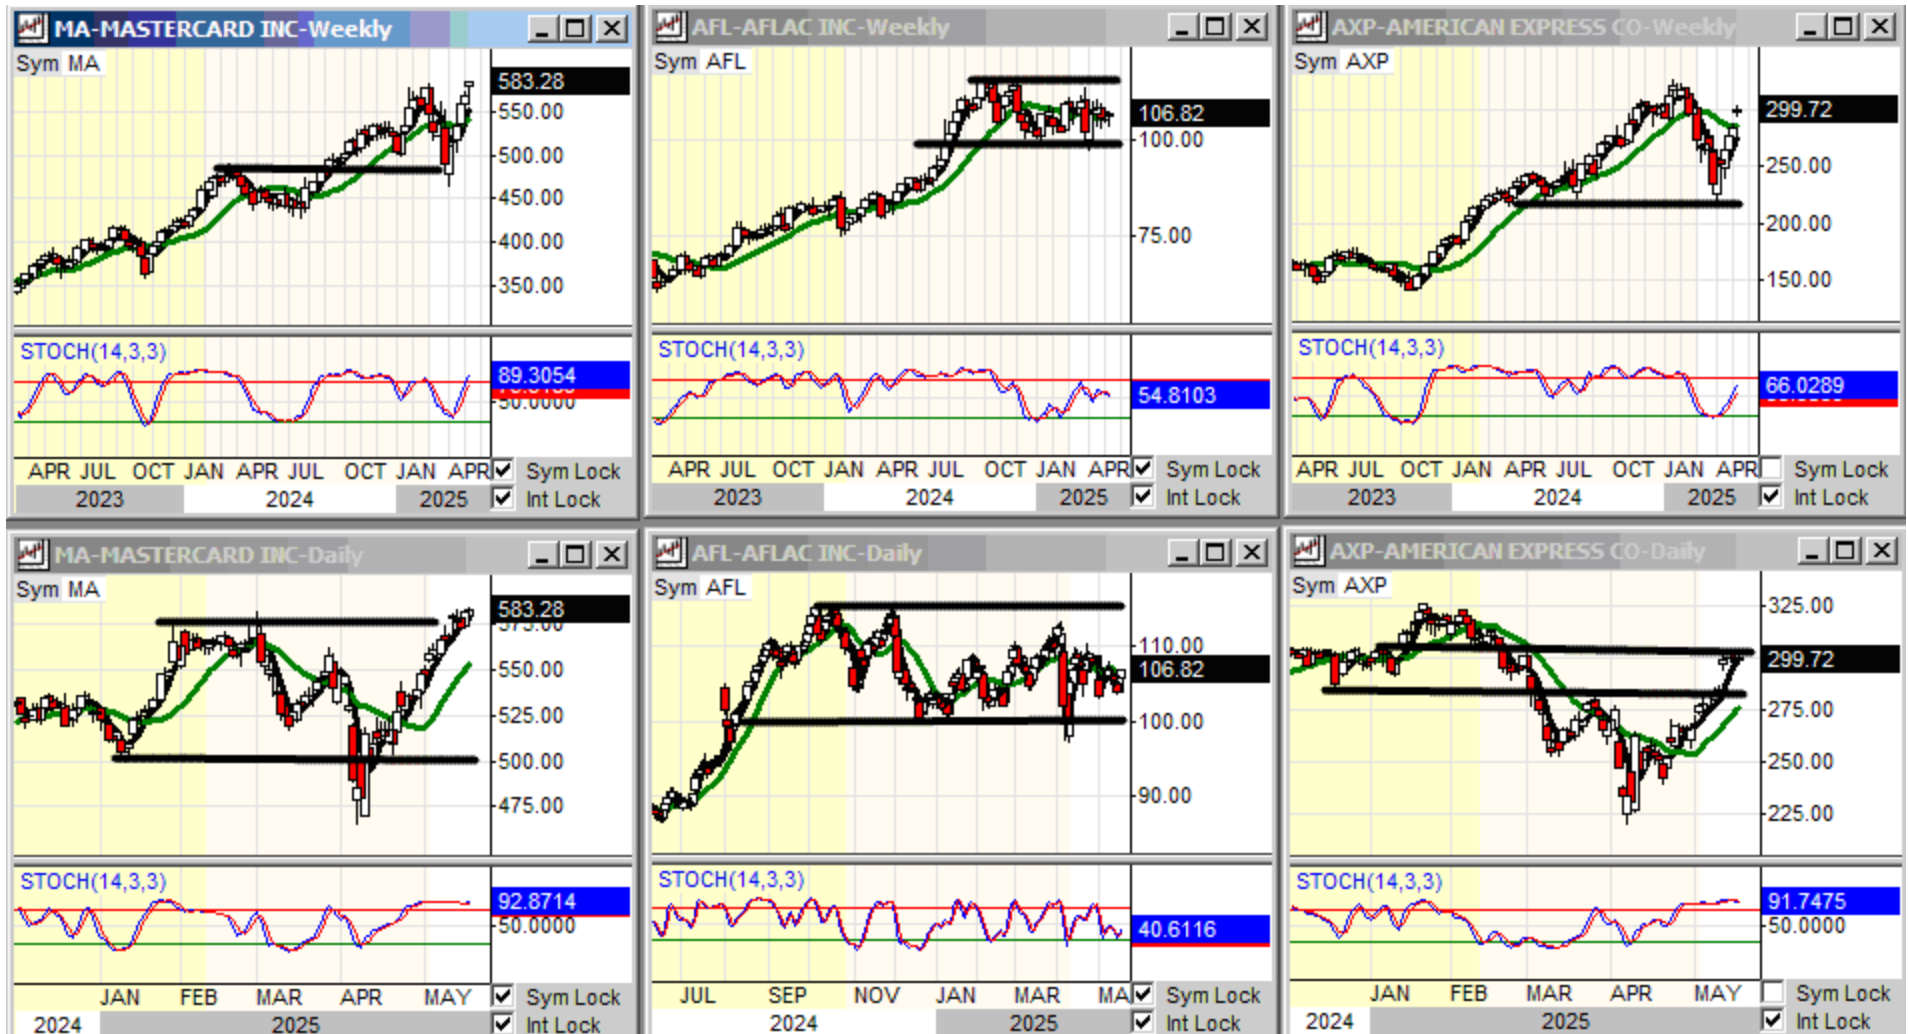 MA-MASTERCARD INC-Weekly
Sym MA
583.28
550.00
500.00
450.00
400.00
350.00
STOCH(14,3,3)
89.3054
50.0000
APR JUL OCT JAN APR JUL OCT JAN APR
Sym Lock
2023 2024 2025
Int Lock
AFL-AFLAC INC-Weekly
Sym AFL
106.82
100.00
75.00
STOCH(14,3,3)
54.8103
APR JUL OCT JAN APR JUL OCT JAN APR
Sym Lock
2023 2024 2025
Int Lock
AXP-AMERICAN EXPRESS CO-Weekly
Sym AXP
299.72
250.00
200.00
150.00
STOCH(14,3,3)
66.0289
APR JUL OCT JAN APR JUL OCT JAN APR
Sym Lock
2023 2024 2025
Int Lock
MA-MASTERCARD INC-Daily
Sym MA
583.28
575.00
550.00
525.00
500.00
475.00
STOCH(14,3,3)
92.8714
50.0000
JAN FEB MAR APR MAY
Sym Lock
2024 2025
Int Lock
AFL-AFLAC INC-Daily
Sym AFL
110.00
106.82
100.00
90.00
STOCH(14,3,3)
40.6116
JUL SEP NOV JAN MAR MA
Sym Lock
2024 2025
Int Lock
AXP-AMERICAN EXPRESS CO-Daily
Sym AXP
325.00
299.72
275.00
250.00
225.00
STOCH(14,3,3)
91.7475
50.0000
JAN FEB MAR APR MAY
Sym Lock
2024 2025
Int Lock